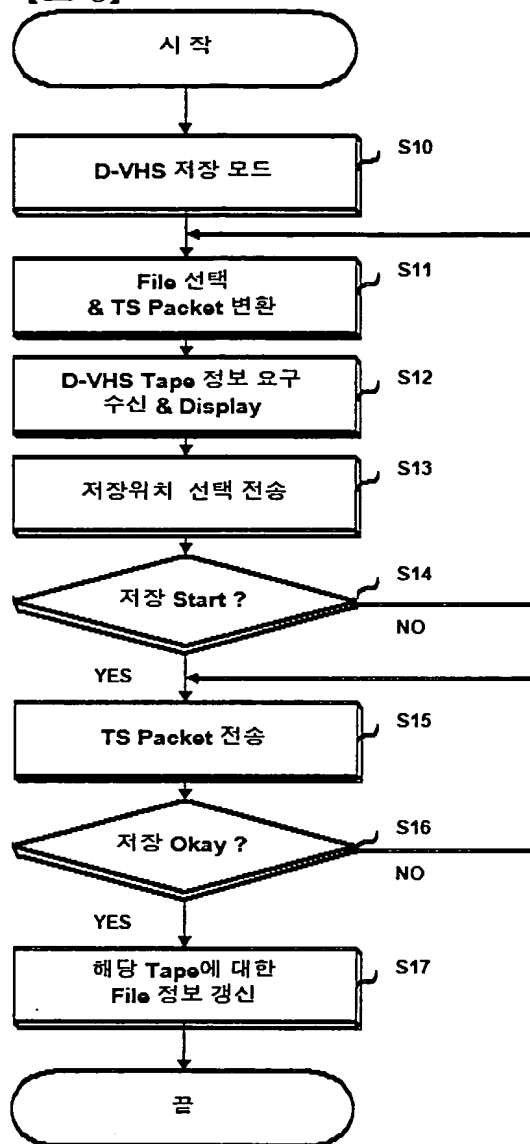 시 작
D-VHS 저장 모드
S10
File 선택
& TS Packet 변환
S11
D-VHS Tape 정보 요구
수신 & Display
S12
저장위치 선택 전송
S13
저장 Start ?
S14
NO
YES
TS Packet 전송
S15
저장 Okay ?
S16
NO
YES
해당 Tape에 대한
File 정보 갱신
S17
끝